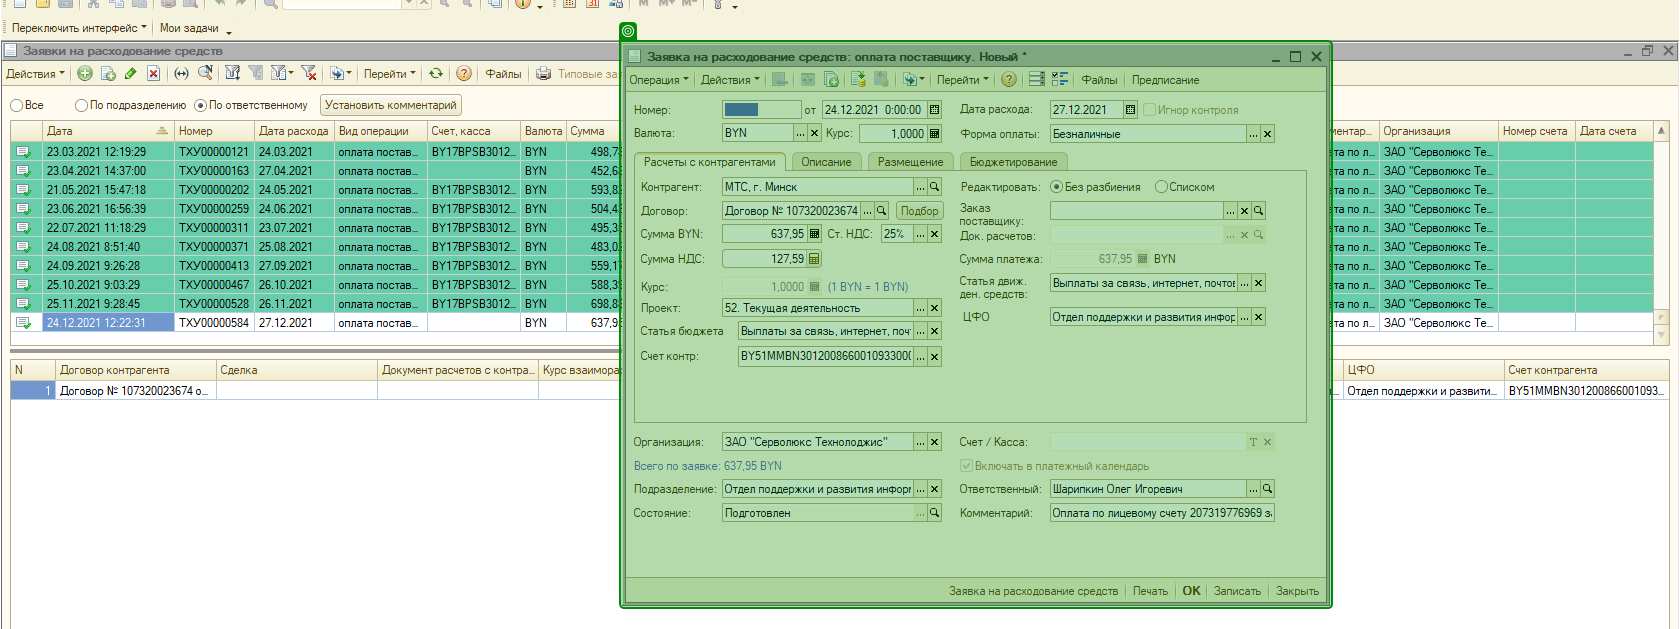 Переключить интерфейс Мои задачи
Заявки на расходование средств
Действия Перейти Файлы Типовые за
Все По подразделению По ответственному Установить комментарий
Дата Номер Дата расхода Вид операции Счет, касса Валюта Сумма
23.03.2021 12:19:29 ТХУ00000121 24.03.2021 оплата постав... BY17BPSB3012... BYN 498,7
23.04.2021 14:37:00 ТХУ00000163 27.04.2021 оплата постав... BYN 452,6
21.05.2021 15:47:18 ТХУ00000202 24.05.2021 оплата постав... BY17BPSB3012... BYN 593,8
23.06.2021 16:56:39 ТХУ00000259 24.06.2021 оплата постав... BY17BPSB3012... BYN 504,4
22.07.2021 11:18:29 ТХУ00000311 23.07.2021 оплата постав... BY17BPSB3012... BYN 495,3
24.08.2021 8:51:40 ТХУ00000371 25.08.2021 оплата постав... BY17BPSB3012... BYN 483,0
24.09.2021 9:26:28 ТХУ00000413 27.09.2021 оплата постав... BY17BPSB3012... BYN 559,1
25.10.2021 9:03:29 ТХУ00000467 26.10.2021 оплата постав... BY17BPSB3012... BYN 588,3
25.11.2021 9:28:45 ТХУ00000528 26.11.2021 оплата постав... BY17BPSB3012... BYN 698,8
24.12.2021 12:22:31 ТХУ00000584 27.12.2021 оплата постав... BYN 637,9
N Договор контрагента Сделка Документ расчетов с контра... Курс взаимора
1 Договор № 107320023674 о...
Заявка на расходование средств: оплата поставщику. Новый *
Операция Действия Перейти Файлы Предписание
Номер: от 24.12.2021 0:00:00 Дата расхода: 27.12.2021 Игнор контроля
Валюта: BYN Курс: 1,0000 Форма оплаты: Безналичные
Расчеты с контрагентами Описание Размещение Бюджетирование
Контрагент: МТС, г. Минск Редактировать: Без разбиения Списком
Договор: Договор № 107320023674 Подбор Заказ поставщику:
Сумма BYN: 637,95 Ст. НДС: 25% Док. расчетов:
Сумма НДС: 127,59 Сумма платежа: 637,95 BYN
Курс: 1,0000 (1 BYN = 1 BYN) Статья движ. ден. средств: Выплаты за связь, интернет, почтов
Проект: 52. Текущая деятельность ЦФО Отдел поддержки и развития инфор
Статья бюджета Выплаты за связь, интернет, поч
Счет контр: BY51MMBN30120086600109330000
Организация: ЗАО "Серволюкс Технолоджис" Счет / Касса:
Всего по заявке: 637,95 BYN Включать в платежный календарь
Подразделение: Отдел поддержки и развития инфор Ответственный: Шарипкин Олег Игоревич
Состояние: Подготовлен Комментарий: Оплата по лицевому счету 207319776969 з
Заявка на расходование средств Печать OK Записать Закрыть
ментар... Организация Номер счета Дата счета
та по л... ЗАО "Серволюкс Те...
та по л... ЗАО "Серволюкс Те...
та по л... ЗАО "Серволюкс Те...
та по л... ЗАО "Серволюкс Те...
та по л... ЗАО "Серволюкс Те...
та по л... ЗАО "Серволюкс Те...
та по л... ЗАО "Серволюкс Те...
та по л... ЗАО "Серволюкс Те...
та по л... ЗАО "Серволюкс Те...
та по л... ЗАО "Серволюкс Те...
ЦФО Счет контрагента
Отдел поддержки и развити... BY51MMBN301200866001093...